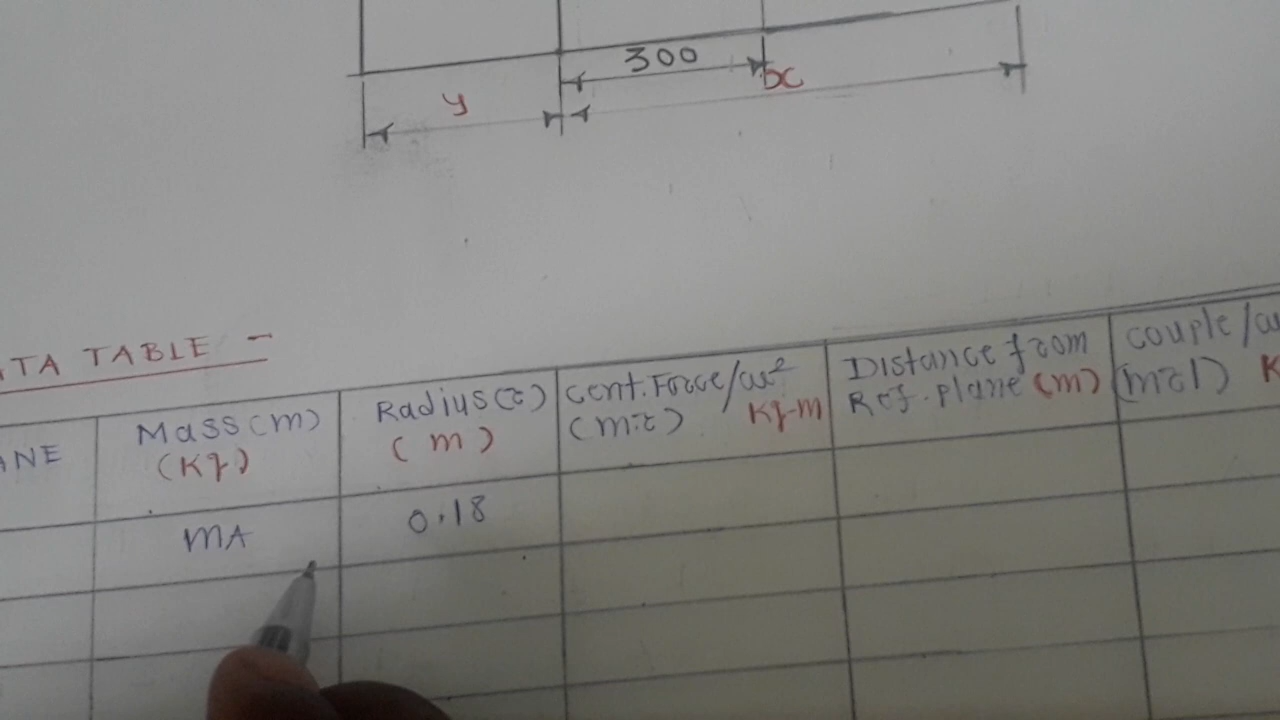 300
x
y
TA TABLE -
ANE
Mass (m)
(Kg)
Radius (r)
(m)
cent. Force/ω²
(m.r) Kg-m
Distance from
Ref. plane (m)
couple/ω
(m r l) K
mA
0.18